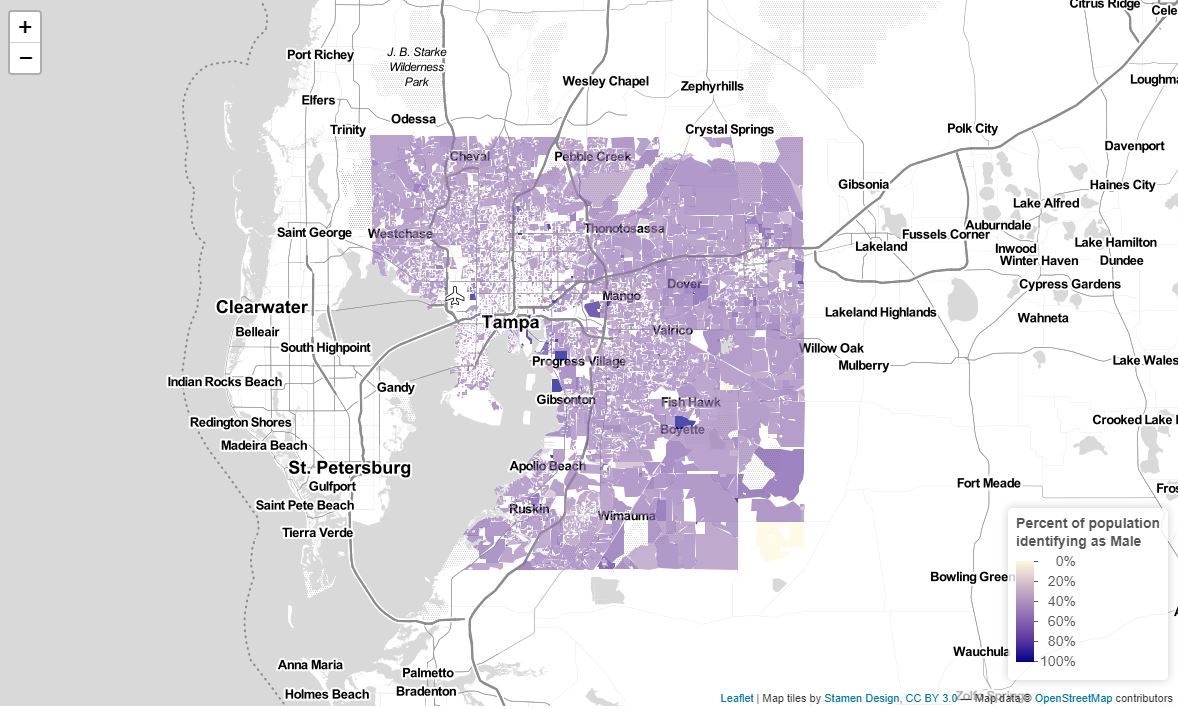 +
−
Citrus Ridge
Cele
Port Richey
J. B. Starke
Wilderness
Park
Wesley Chapel
Zephyrhills
Loughma
Elfers
Odessa
Trinity
Crystal Springs
Polk City
Davenport
Cheval
Pebble Creek
Gibsonia
Haines City
Lake Alfred
Saint George
Westchase
Thonotosassa
Auburndale
Fussels Corner
Lakeland
Inwood
Lake Hamilton
Winter Haven
Dundee
Dover
Cypress Gardens
Mango
Clearwater
Tampa
Lakeland Highlands
Wahneta
Belleair
Valrico
South Highpoint
Willow Oak
Progress Village
Mulberry
Lake Wales
Indian Rocks Beach
Gandy
Gibsonton
Fish Hawk
Redington Shores
Boyette
Crooked Lake
Madeira Beach
St. Petersburg
Apollo Beach
Gulfport
Fort Meade
Fros
Saint Pete Beach
Ruskin
Wimauma
Tierra Verde
Percent of population
identifying as Male
0%
20%
40%
60%
80%
100%
Bowling Green
Wauchula
Anna Maria
Palmetto
Holmes Beach
Bradenton
Zolfo Springs
Leaflet | Map tiles by Stamen Design, CC BY 3.0 — Map data © OpenStreetMap contributors